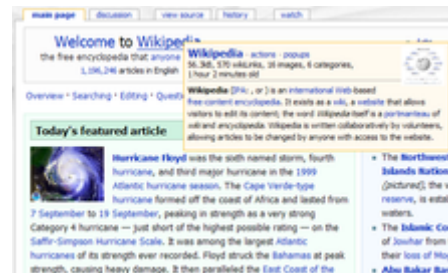 main page discussion view source history watch
Welcome to Wikipedia
the free encyclopedia that anyone
1,196,246 articles in English
Overview · Searching · Editing · Questi
Wikipedia · actions · popups
56.3kB, 570 wikiLinks, 16 images, 6 categories,
1 hour 2 minutes old
Wikipedia (IPA: , or ) is an international Web-based
free-content encyclopedia. It exists as a wiki, a website that allows
visitors to edit its content; the word Wikipedia itself is a portmanteau of
wiki and encyclopedia. Wikipedia is written collaboratively by volunteers,
allowing articles to be changed by anyone with access to the website.
Today's featured article
Hurricane Floyd was the sixth named storm, fourth
hurricane, and third major hurricane in the 1999
Atlantic hurricane season. The Cape Verde-type
hurricane formed off the coast of Africa and lasted from
7 September to 19 September, peaking in strength as a very strong
Category 4 hurricane — just short of the highest possible rating — on the
Saffir-Simpson Hurricane Scale. It was among the largest Atlantic
hurricanes of its strength ever recorded. Floyd struck the Bahamas at peak
strength, causing heavy damage. It then paralleled the East Coast of the
The Northwest
Islands Nation
(pictured), the
reserve, is estab
waters.
The Islamic Co
of Jowhar from
their loss of
Abu Bakar